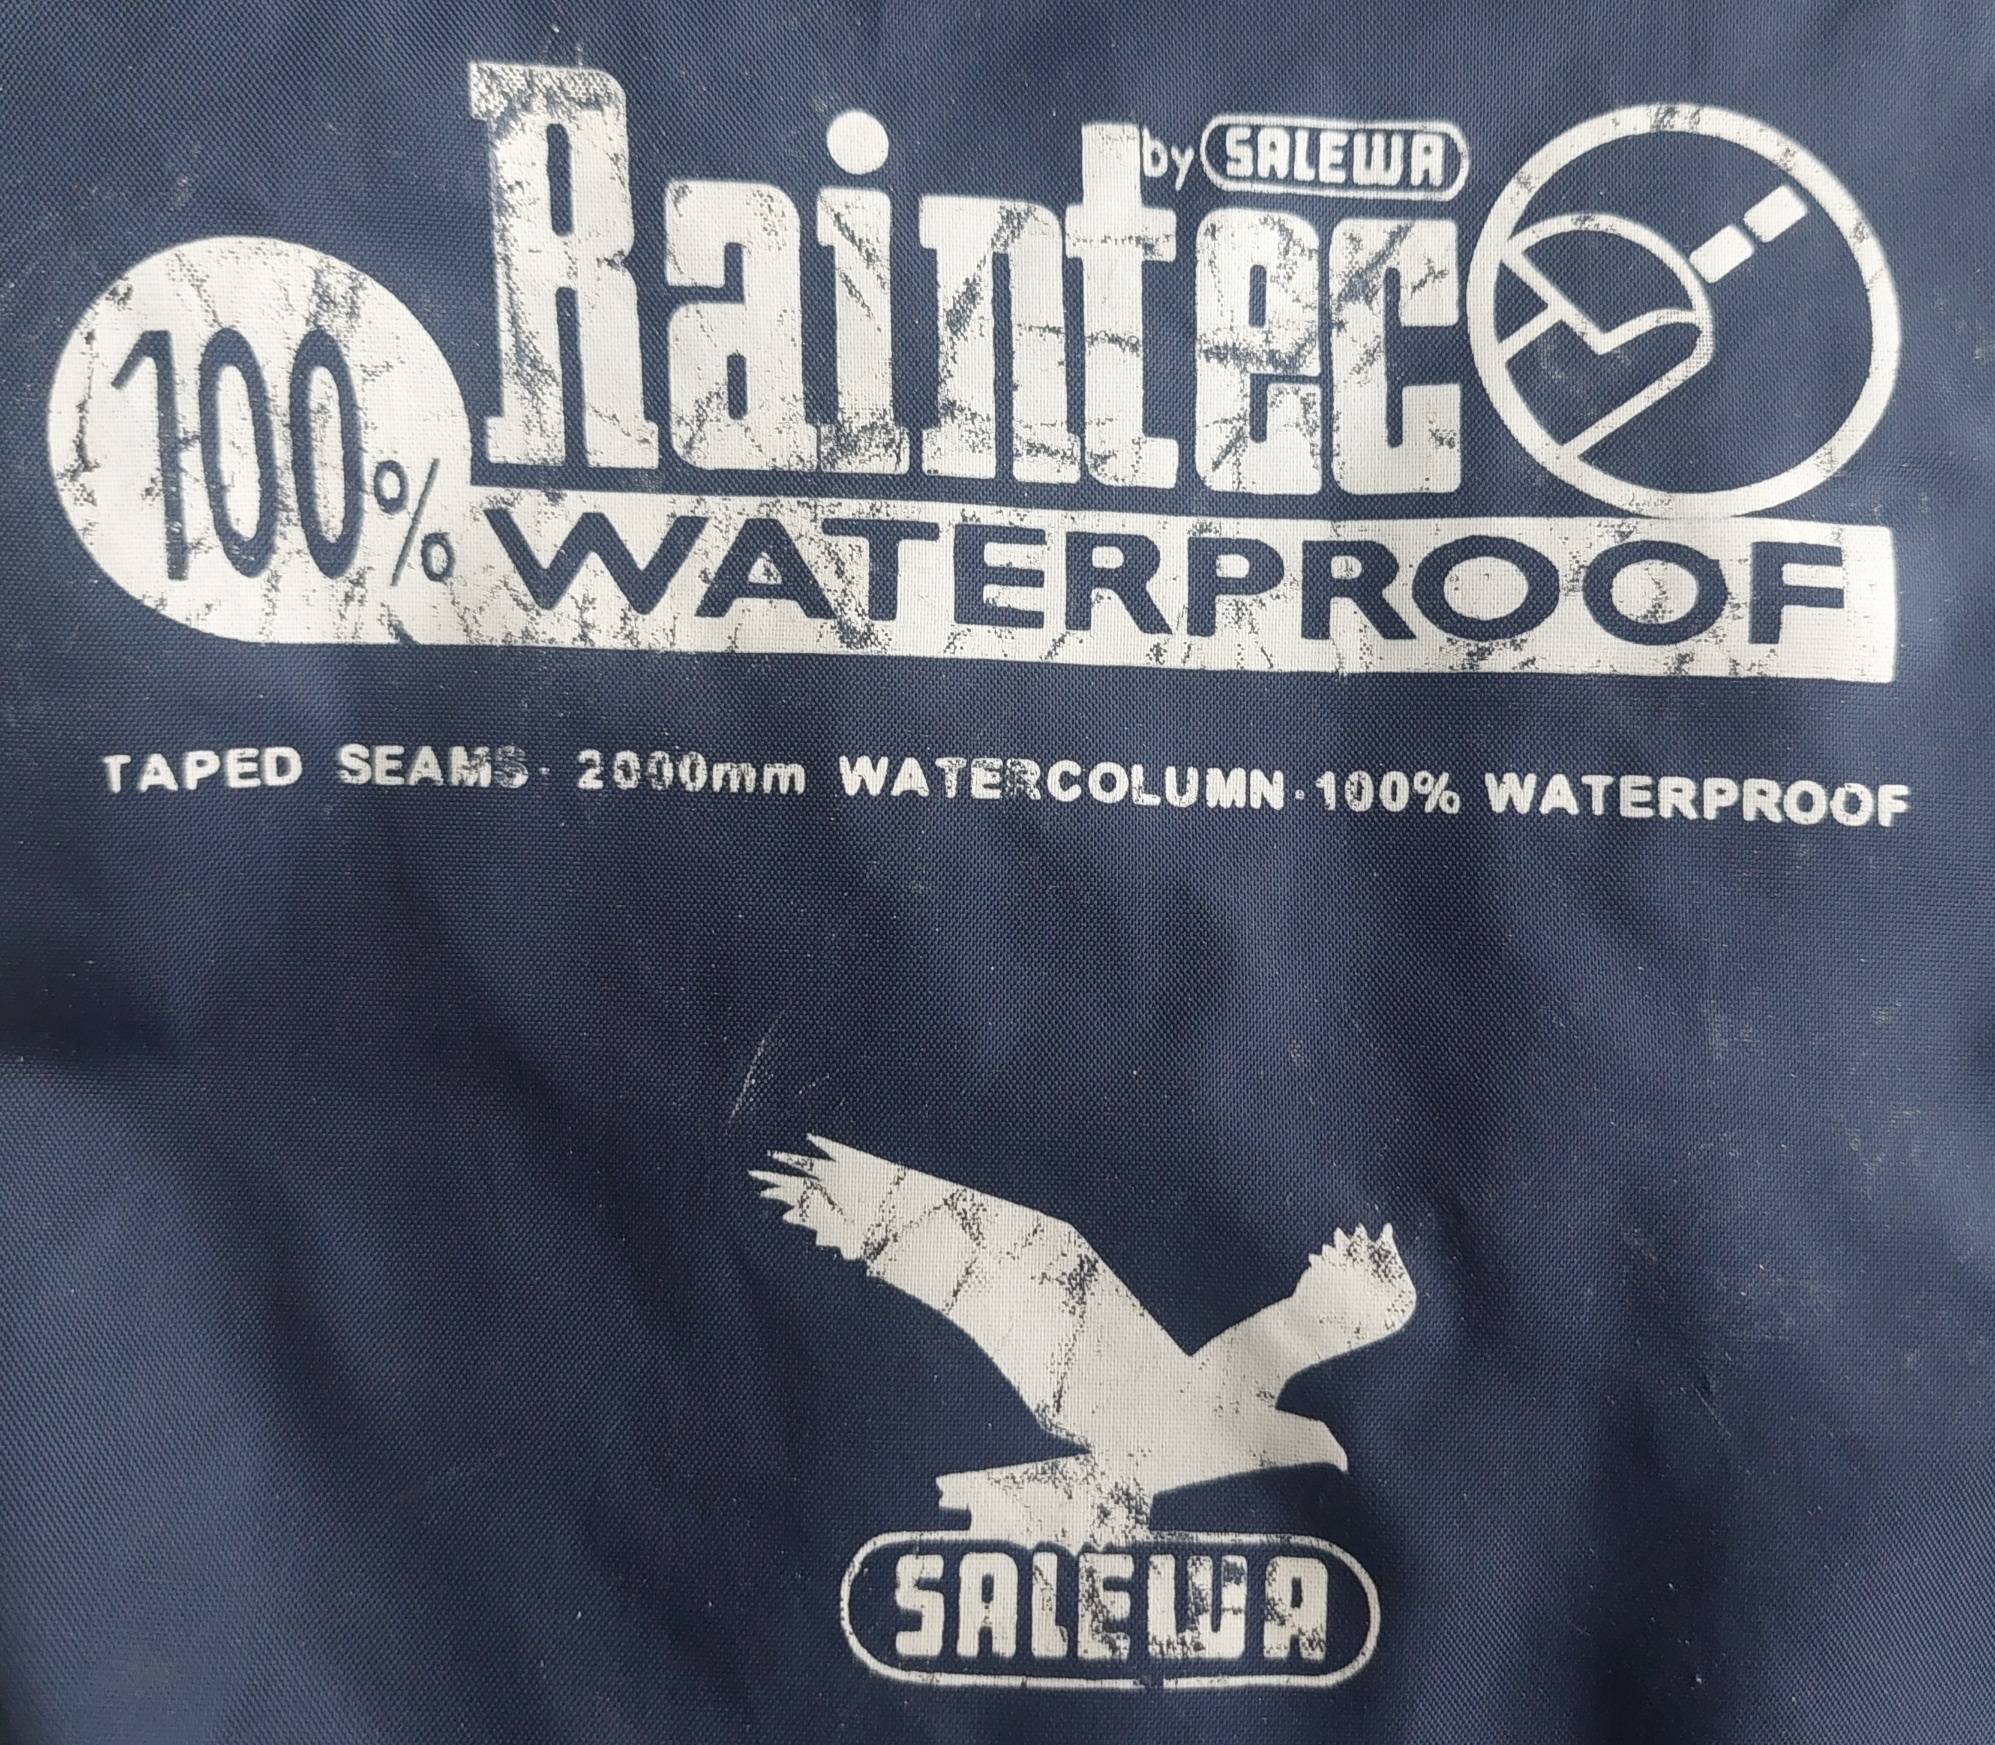 Raintec by SALEWA
100% WATERPROOF
TAPED SEAMS · 2000mm WATERCOLUMN · 100% WATERPROOF
SALEWA